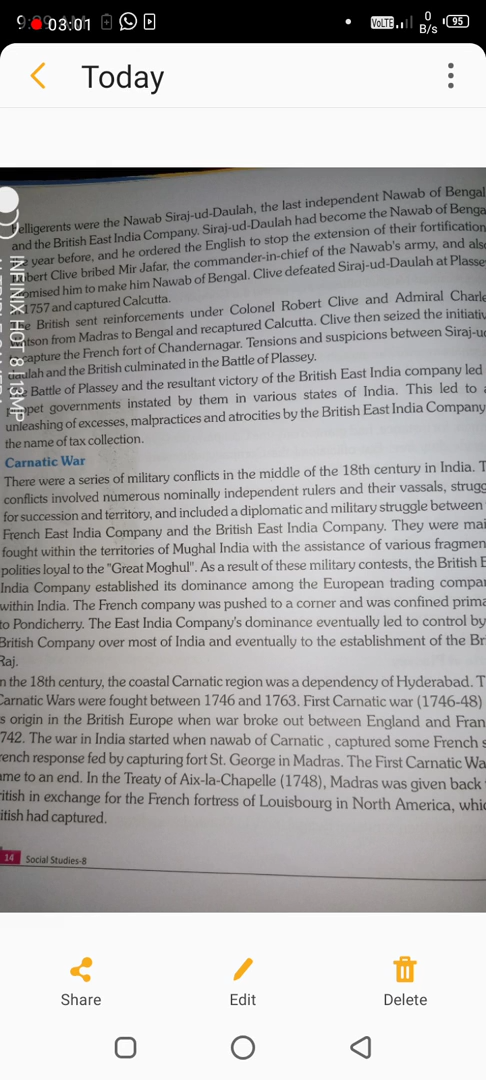 03:01
VoLTE
0
B/s
95
Today
INFINIX HOT 8 13MP
elligerents were the Nawab Siraj-ud-Daulah, the last independent Nawab of Bengal
and the British East India Company. Siraj-ud-Daulah had become the Nawab of Benga
year before, and he ordered the English to stop the extension of their fortification
bert Clive bribed Mir Jafar, the commander-in-chief of the Nawab's army, and als
omised him to make him Nawab of Bengal. Clive defeated Siraj-ud-Daulah at Plasse
1757 and captured Calcutta.
e British sent reinforcements under Colonel Robert Clive and Admiral Charle
tson from Madras to Bengal and recaptured Calcutta. Clive then seized the initiativ
capture the French fort of Chandernagar. Tensions and suspicions between Siraj-u
daulah and the British culminated in the Battle of Plassey.
Battle of Plassey and the resultant victory of the British East India company led
ppet governments instated by them in various states of India. This led to a
unleashing of excesses, malpractices and atrocities by the British East India Company
the name of tax collection.
Carnatic War
There were a series of military conflicts in the middle of the 18th century in India. T
conflicts involved numerous nominally independent rulers and their vassals, strugg
for succession and territory, and included a diplomatic and military struggle between
French East India Company and the British East India Company. They were mai
fought within the territories of Mughal India with the assistance of various fragmen
polities loyal to the "Great Moghul". As a result of these military contests, the British E
India Company established its dominance among the European trading compa
within India. The French company was pushed to a corner and was confined prima
to Pondicherry. The East India Company's dominance eventually led to control by
British Company over most of India and eventually to the establishment of the Br
Raj.
n the 18th century, the coastal Carnatic region was a dependency of Hyderabad. T
Carnatic Wars were fought between 1746 and 1763. First Carnatic war (1746-48)
s origin in the British Europe when war broke out between England and Fran
742. The war in India started when nawab of Carnatic , captured some French s
rench response fed by capturing fort St. George in Madras. The First Carnatic Wa
ame to an end. In the Treaty of Aix-la-Chapelle (1748), Madras was given back
ritish in exchange for the French fortress of Louisbourg in North America, whic
itish had captured.
14 Social Studies-8
Share
Edit
Delete